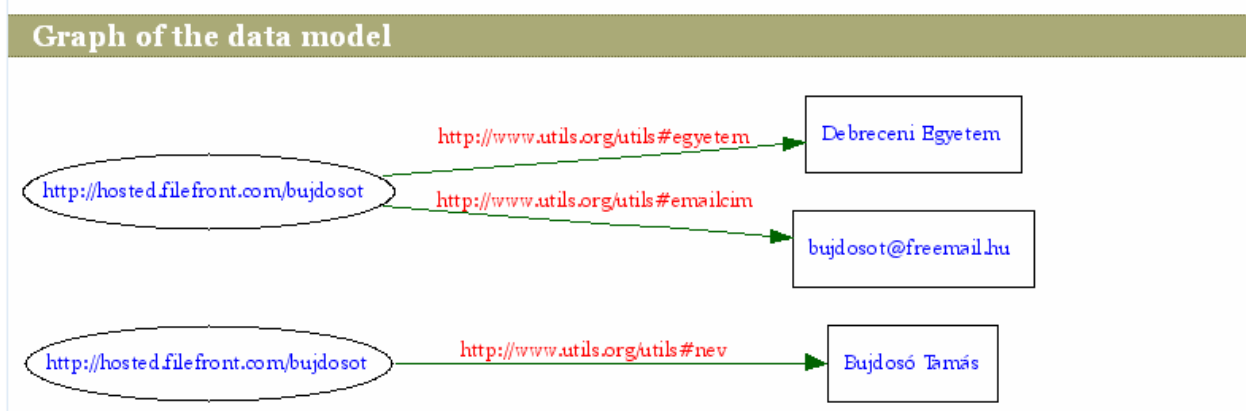 Graph of the data model
http://www.utils.org/utils#egyetem
Debreceni Egyetem
http://hosted.filefront.com/bujdosot
http://www.utils.org/utils#emailcim
bujdosot@freemail.hu
http://hosted.filefront.com/bujdosot
http://www.utils.org/utils#nev
Bujdosó Tamás